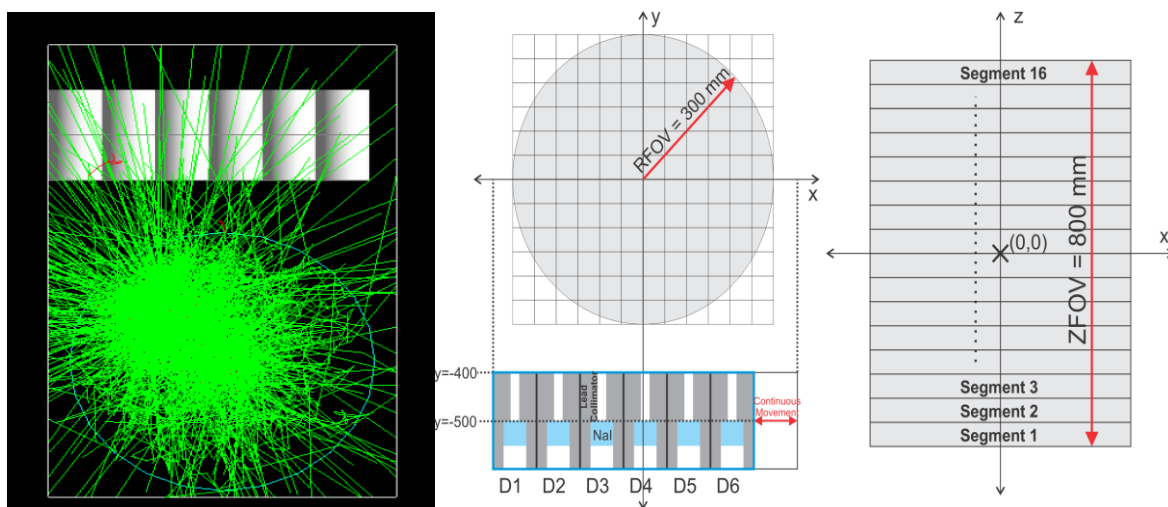 y
RFOV = 300 mm
x
y=-400
Lead
Collimator
Continuous
Movement
y=-500
NaI
D1 D2 D3 D4 D5 D6
z
Segment 16
ZFOV = 800 mm
(0,0)
x
Segment 3
Segment 2
Segment 1